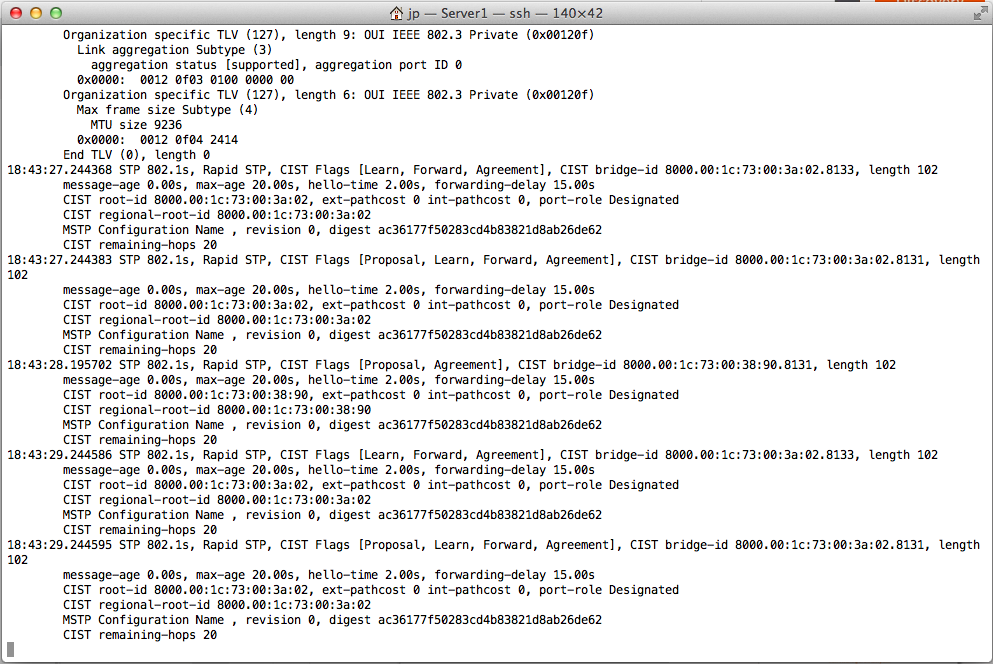 jp — Server1 — ssh — 140×42
Organization specific TLV (127), length 9: OUI IEEE 802.3 Private (0x00120f)
Link aggregation Subtype (3)
aggregation status [supported], aggregation port ID 0
0x0000:  0012 0f03 0100 0000 00
Organization specific TLV (127), length 6: OUI IEEE 802.3 Private (0x00120f)
Max frame size Subtype (4)
MTU size 9236
0x0000:  0012 0f04 2414
End TLV (0), length 0
18:43:27.244368 STP 802.1s, Rapid STP, CIST Flags [Learn, Forward, Agreement], CIST bridge-id 8000.00:1c:73:00:3a:02.8133, length 102
message-age 0.00s, max-age 20.00s, hello-time 2.00s, forwarding-delay 15.00s
CIST root-id 8000.00:1c:73:00:3a:02, ext-pathcost 0 int-pathcost 0, port-role Designated
CIST regional-root-id 8000.00:1c:73:00:3a:02
MSTP Configuration Name , revision 0, digest ac36177f50283cd4b83821d8ab26de62
CIST remaining-hops 20
18:43:27.244383 STP 802.1s, Rapid STP, CIST Flags [Proposal, Learn, Forward, Agreement], CIST bridge-id 8000.00:1c:73:00:3a:02.8131, length
102
message-age 0.00s, max-age 20.00s, hello-time 2.00s, forwarding-delay 15.00s
CIST root-id 8000.00:1c:73:00:3a:02, ext-pathcost 0 int-pathcost 0, port-role Designated
CIST regional-root-id 8000.00:1c:73:00:3a:02
MSTP Configuration Name , revision 0, digest ac36177f50283cd4b83821d8ab26de62
CIST remaining-hops 20
18:43:28.195702 STP 802.1s, Rapid STP, CIST Flags [Proposal, Agreement], CIST bridge-id 8000.00:1c:73:00:38:90.8131, length 102
message-age 0.00s, max-age 20.00s, hello-time 2.00s, forwarding-delay 15.00s
CIST root-id 8000.00:1c:73:00:38:90, ext-pathcost 0 int-pathcost 0, port-role Designated
CIST regional-root-id 8000.00:1c:73:00:38:90
MSTP Configuration Name , revision 0, digest ac36177f50283cd4b83821d8ab26de62
CIST remaining-hops 20
18:43:29.244586 STP 802.1s, Rapid STP, CIST Flags [Learn, Forward, Agreement], CIST bridge-id 8000.00:1c:73:00:3a:02.8133, length 102
message-age 0.00s, max-age 20.00s, hello-time 2.00s, forwarding-delay 15.00s
CIST root-id 8000.00:1c:73:00:3a:02, ext-pathcost 0 int-pathcost 0, port-role Designated
CIST regional-root-id 8000.00:1c:73:00:3a:02
MSTP Configuration Name , revision 0, digest ac36177f50283cd4b83821d8ab26de62
CIST remaining-hops 20
18:43:29.244595 STP 802.1s, Rapid STP, CIST Flags [Proposal, Learn, Forward, Agreement], CIST bridge-id 8000.00:1c:73:00:3a:02.8131, length
102
message-age 0.00s, max-age 20.00s, hello-time 2.00s, forwarding-delay 15.00s
CIST root-id 8000.00:1c:73:00:3a:02, ext-pathcost 0 int-pathcost 0, port-role Designated
CIST regional-root-id 8000.00:1c:73:00:3a:02
MSTP Configuration Name , revision 0, digest ac36177f50283cd4b83821d8ab26de62
CIST remaining-hops 20